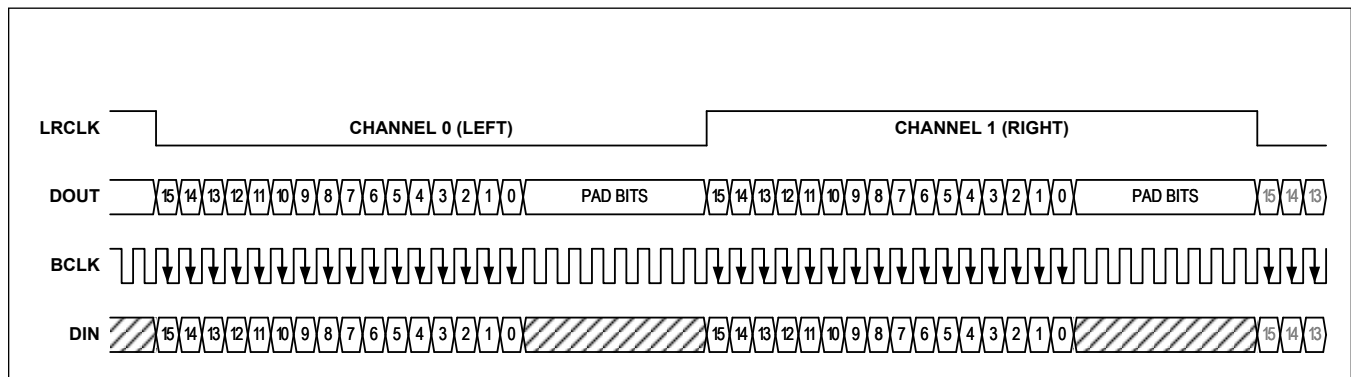 LRCLK CHANNEL 0 (LEFT) CHANNEL 1 (RIGHT)
DOUT 15 14 13 12 11 10 9 8 7 6 5 4 3 2 1 0 PAD BITS 15 14 13 12 11 10 9 8 7 6 5 4 3 2 1 0 PAD BITS 15 14 13
BCLK
DIN 15 14 13 12 11 10 9 8 7 6 5 4 3 2 1 0 15 14 13 12 11 10 9 8 7 6 5 4 3 2 1 0 15 14 13